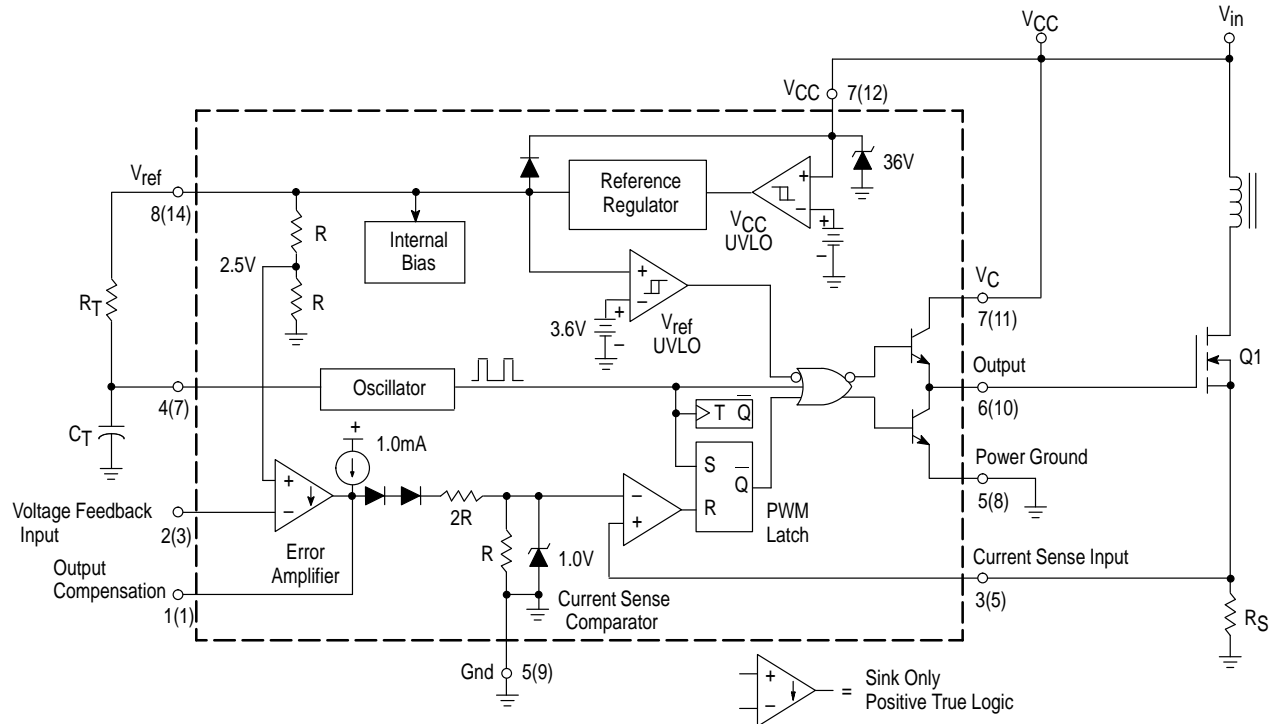 VCC
Vin
VCC
7(12)
Vref
8(14)
36V
Reference
Regulator
+
−
VCC
UVLO
+
−
R
Internal
Bias
2.5V
R
RT
+
−
3.6V
+
−
Vref
UVLO
VC
7(11)
Q1
Oscillator
4(7)
Output
6(10)
T Q
CT
+
1.0mA
S
Q
R
PWM
Latch
Power Ground
5(8)
+
−
Voltage Feedback
Input
2(3)
Error
Amplifier
2R
R
1.0V
−
+
Current Sense
Comparator
Output
Compensation
1(1)
Current Sense Input
3(5)
RS
Gnd
5(9)
+
−
= Sink Only
Positive True Logic